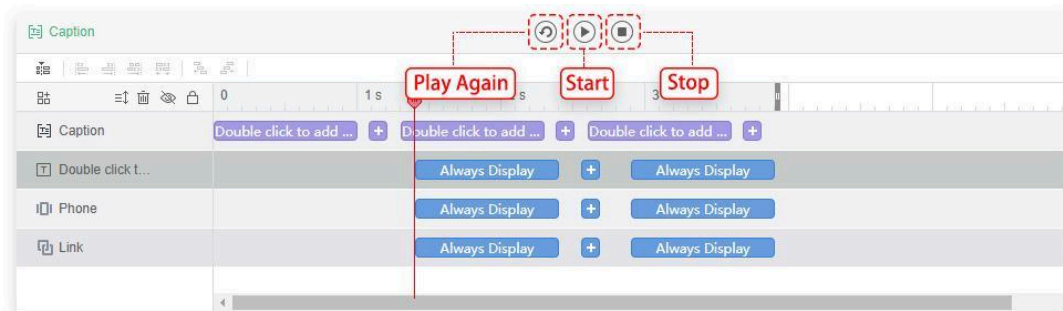 Caption
Play Again Start Stop
0 1 s s 3
Caption Double click to add ... + Double click to add ... + Double click to add ... +
T Double click t... Always Display + Always Display
Phone Always Display + Always Display
Link Always Display + Always Display